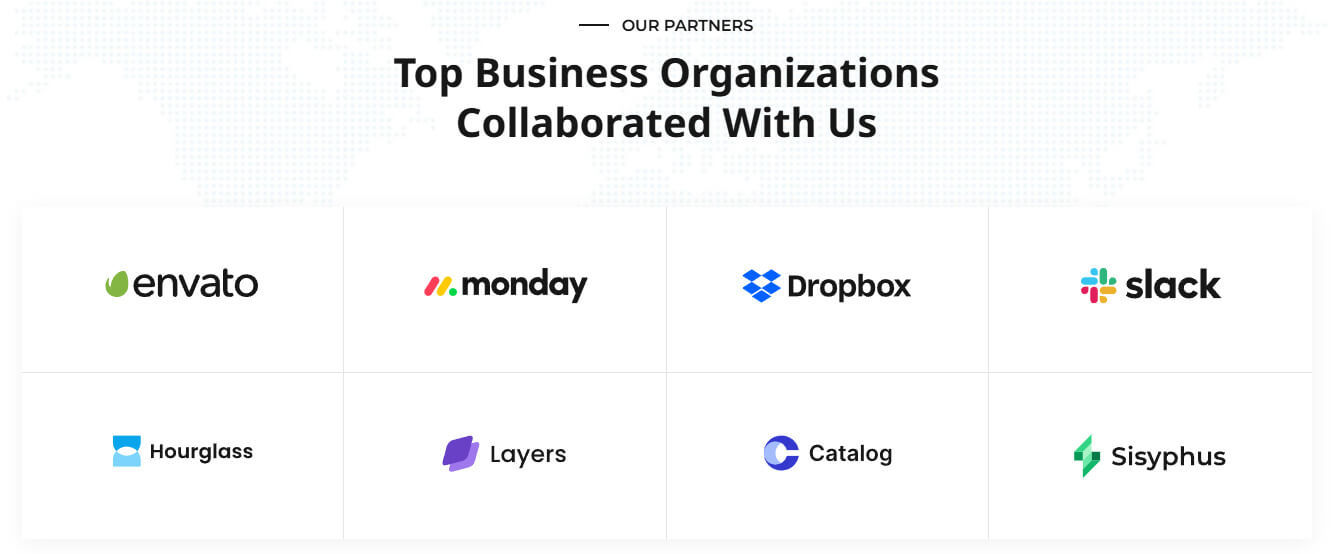 OUR PARTNERS
Top Business Organizations
Collaborated With Us
envato
monday
Dropbox
slack
Hourglass
Layers
Catalog
Sisyphus